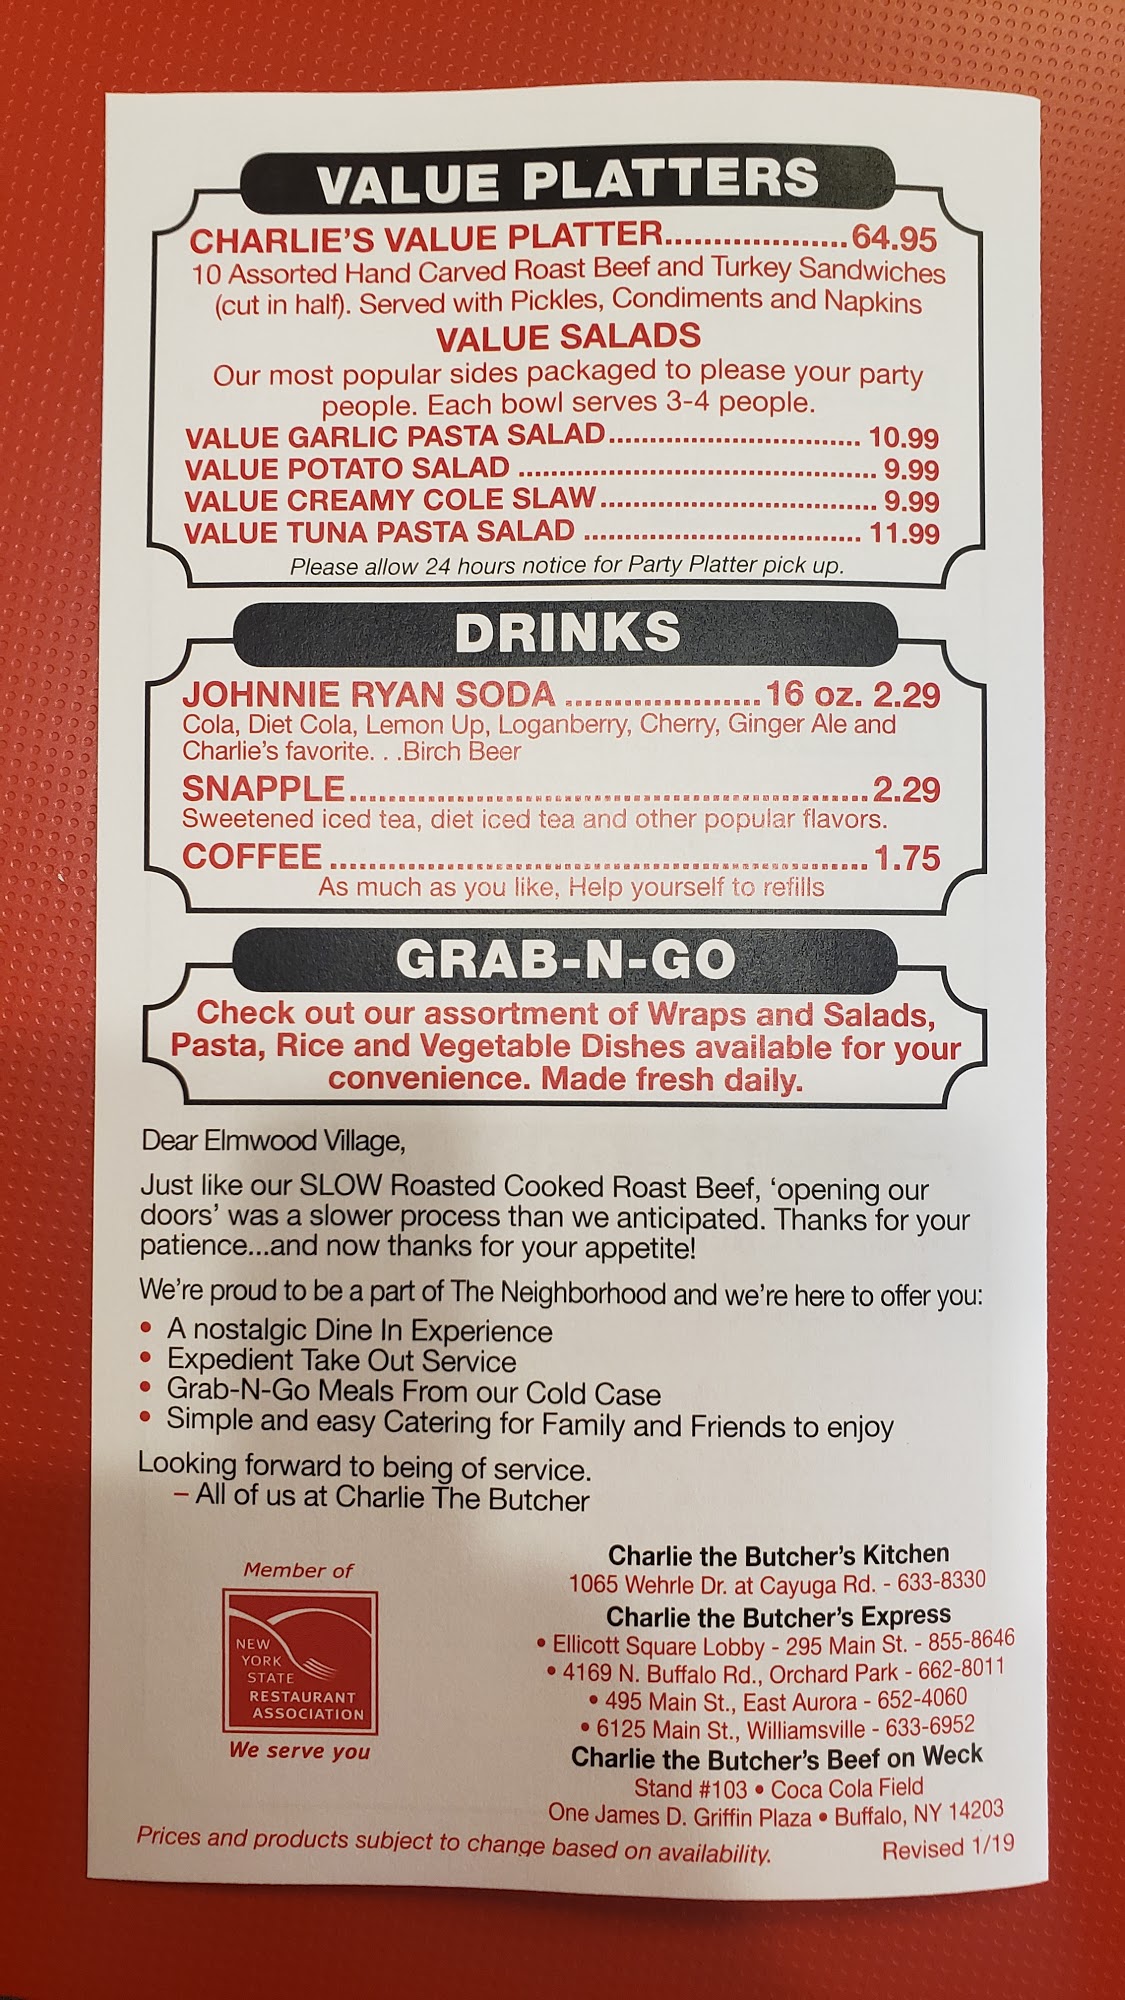 VALUE PLATTERS
CHARLIE'S VALUE PLATTER....................64.95
10 Assorted Hand Carved Roast Beef and Turkey Sandwiches
(cut in half). Served with Pickles, Condiments and Napkins
VALUE SALADS
Our most popular sides packaged to please your party
people. Each bowl serves 3-4 people.
VALUE GARLIC PASTA SALAD............................... 10.99
VALUE POTATO SALAD ............................................ 9.99
VALUE CREAMY COLE SLAW.................................. 9.99
VALUE TUNA PASTA SALAD .................................. 11.99
Please allow 24 hours notice for Party Platter pick up.
DRINKS
JOHNNIE RYAN SODA .....................16 oz. 2.29
Cola, Diet Cola, Lemon Up, Loganberry, Cherry, Ginger Ale and
Charlie's favorite. . .Birch Beer
SNAPPLE.........................................................2.29
Sweetened iced tea, diet iced tea and other popular flavors.
COFFEE ...........................................................1.75
As much as you like, Help yourself to refills
GRAB-N-GO
Check out our assortment of Wraps and Salads,
Pasta, Rice and Vegetable Dishes available for your
convenience. Made fresh daily.
Dear Elmwood Village,
Just like our SLOW Roasted Cooked Roast Beef, 'opening our
doors' was a slower process than we anticipated. Thanks for your
patience...and now thanks for your appetite!
We're proud to be a part of The Neighborhood and we're here to offer you:
• A nostalgic Dine In Experience
• Expedient Take Out Service
• Grab-N-Go Meals From our Cold Case
• Simple and easy Catering for Family and Friends to enjoy
Looking forward to being of service.
– All of us at Charlie The Butcher
Member of
NEW
YORK
STATE
RESTAURANT
ASSOCIATION
We serve you
Charlie the Butcher's Kitchen
1065 Wehrle Dr. at Cayuga Rd. - 633-8330
Charlie the Butcher's Express
• Ellicott Square Lobby - 295 Main St. - 855-8646
• 4169 N. Buffalo Rd., Orchard Park - 662-8011
• 495 Main St., East Aurora - 652-4060
• 6125 Main St., Williamsville - 633-6952
Charlie the Butcher's Beef on Weck
Stand #103 • Coca Cola Field
One James D. Griffin Plaza • Buffalo, NY 14203
Prices and products subject to change based on availability.
Revised 1/19